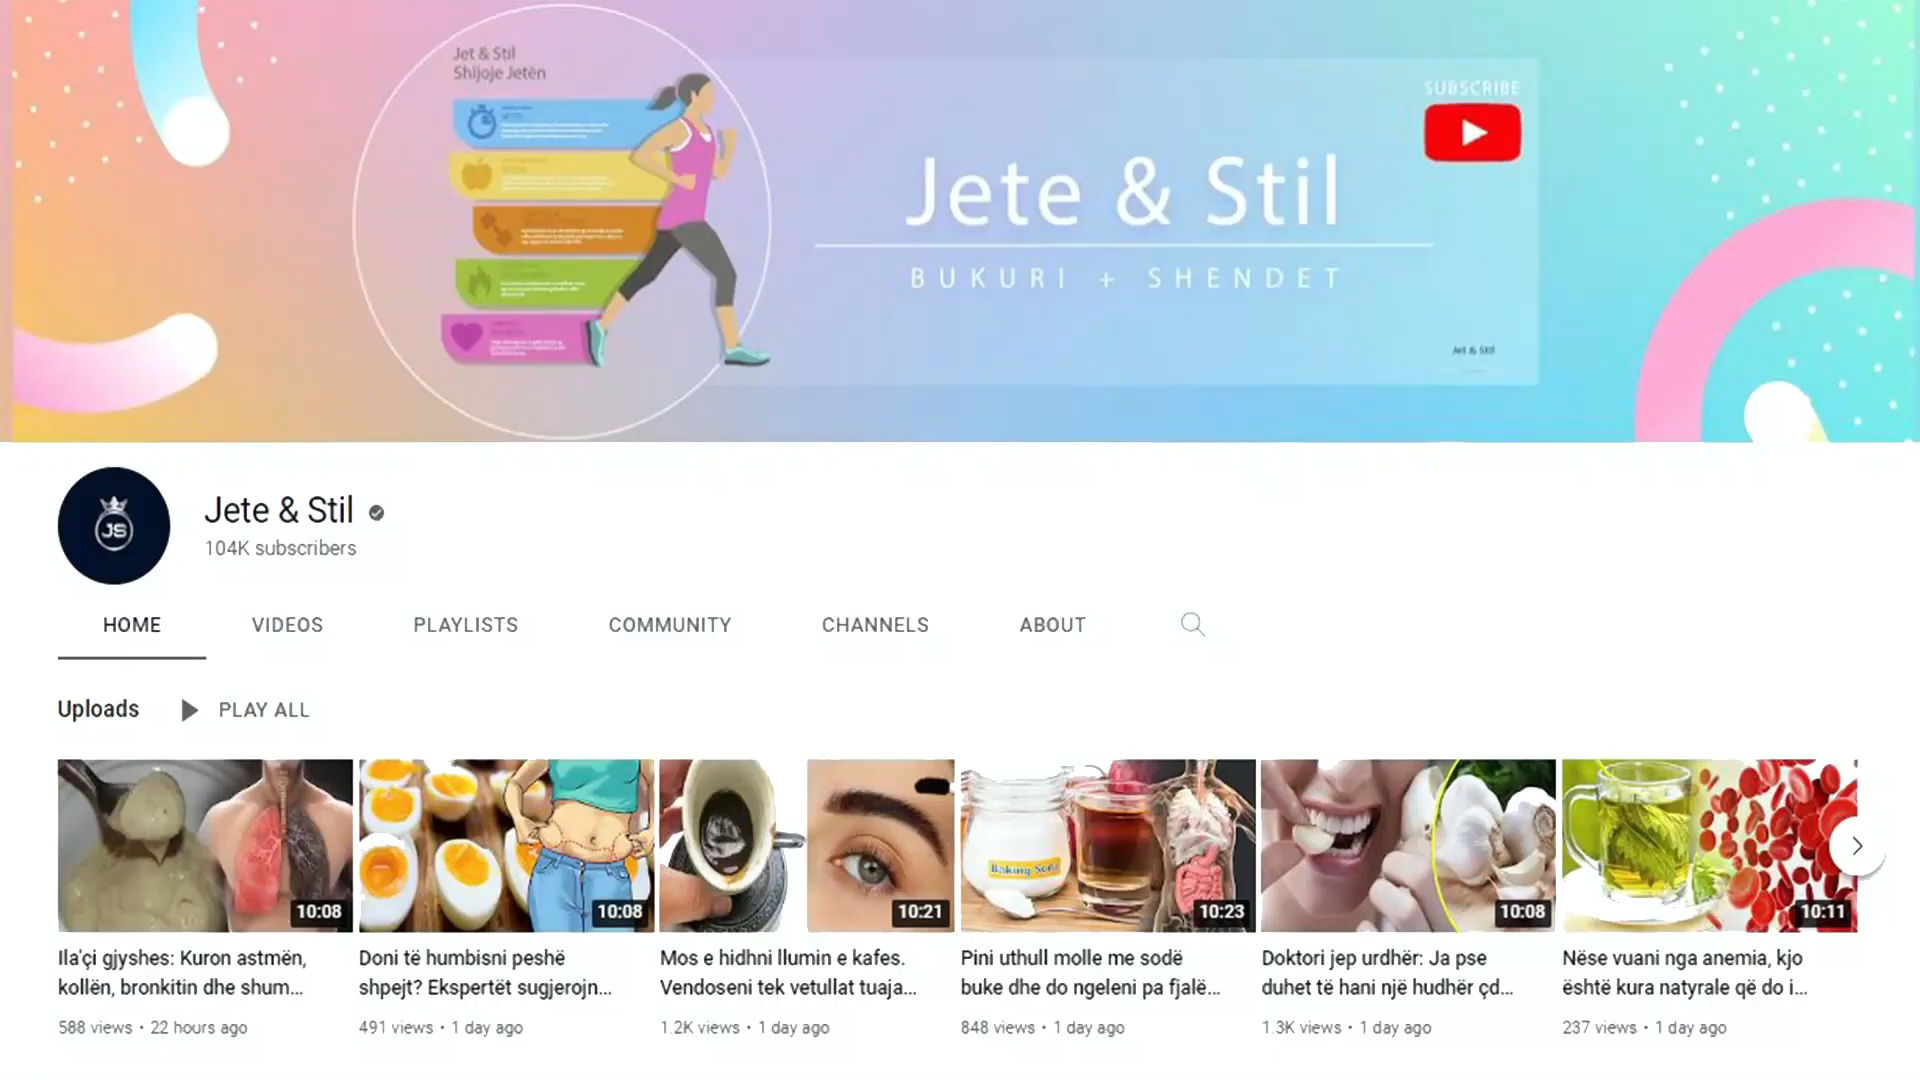 Jet & Stil
Shijoje Jetën
SUBSCRIBE
Jete & Stil
BUKURI + SHENDET
Jet & Stil
JS
Jete & Stil
104K subscribers
HOME
VIDEOS
PLAYLISTS
COMMUNITY
CHANNELS
ABOUT
Uploads
PLAY ALL
10:08
Ila'çi gjyshes: Kuron astmën,
kollën, bronkitin dhe shum...
588 views • 22 hours ago
10:08
Doni të humbisni peshë
shpejt? Ekspertët sugjerojn...
491 views • 1 day ago
10:21
Mos e hidhni llumin e kafes.
Vendoseni tek vetullat tuaja...
1.2K views • 1 day ago
Baking Soda
10:23
Pini uthull molle me sodë
buke dhe do ngeleni pa fjalë...
848 views • 1 day ago
10:08
Doktori jep urdhër: Ja pse
duhet të hani një hudhër çd...
1.3K views • 1 day ago
10:11
Nëse vuani nga anemia, kjo
është kura natyrale që do i...
237 views • 1 day ago